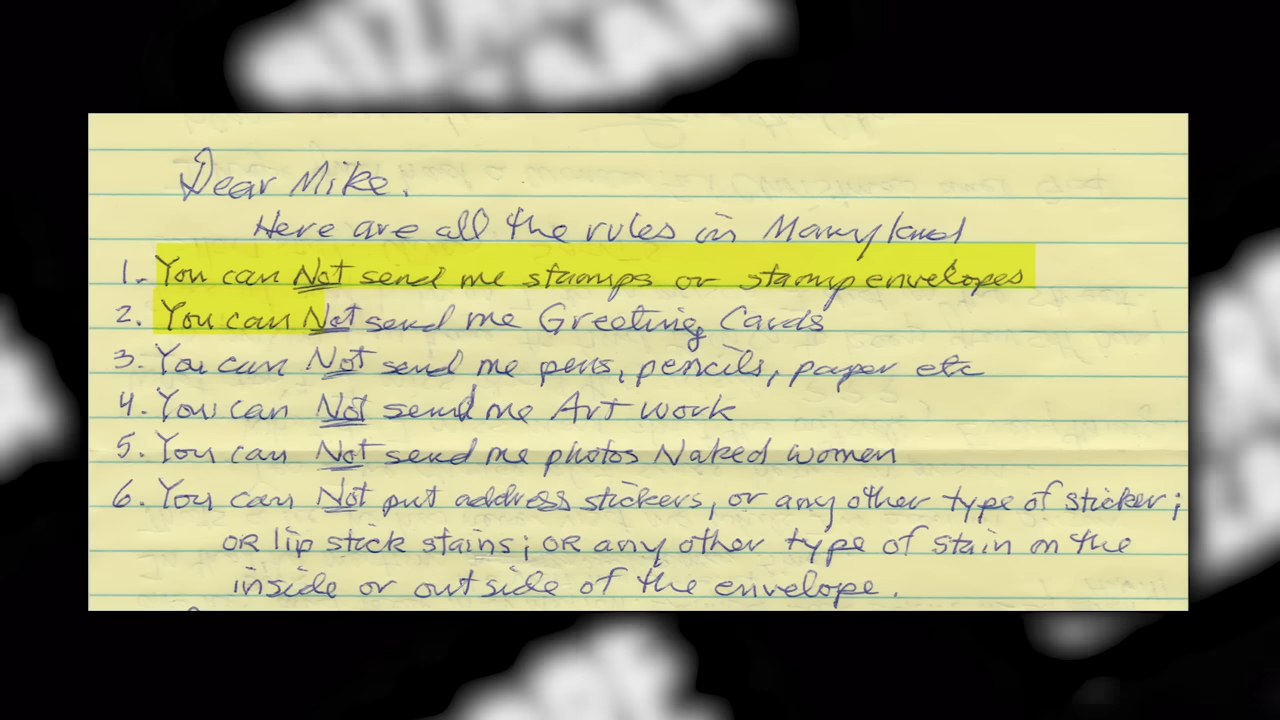 Dear Mike.
Here are all the rules in Maryland
1. You can Not send me stamps or stamp envelopes
2. You can Not send me Greeting Cards
3. You can Not send me pens, pencils, paper etc
4. You can Not send me Art work
5. You can Not send me photos Naked women
6. You can Not put address stickers, or any other type of sticker;
OR lip stick stains; OR any other type of stain on the
inside or outside of the envelope.